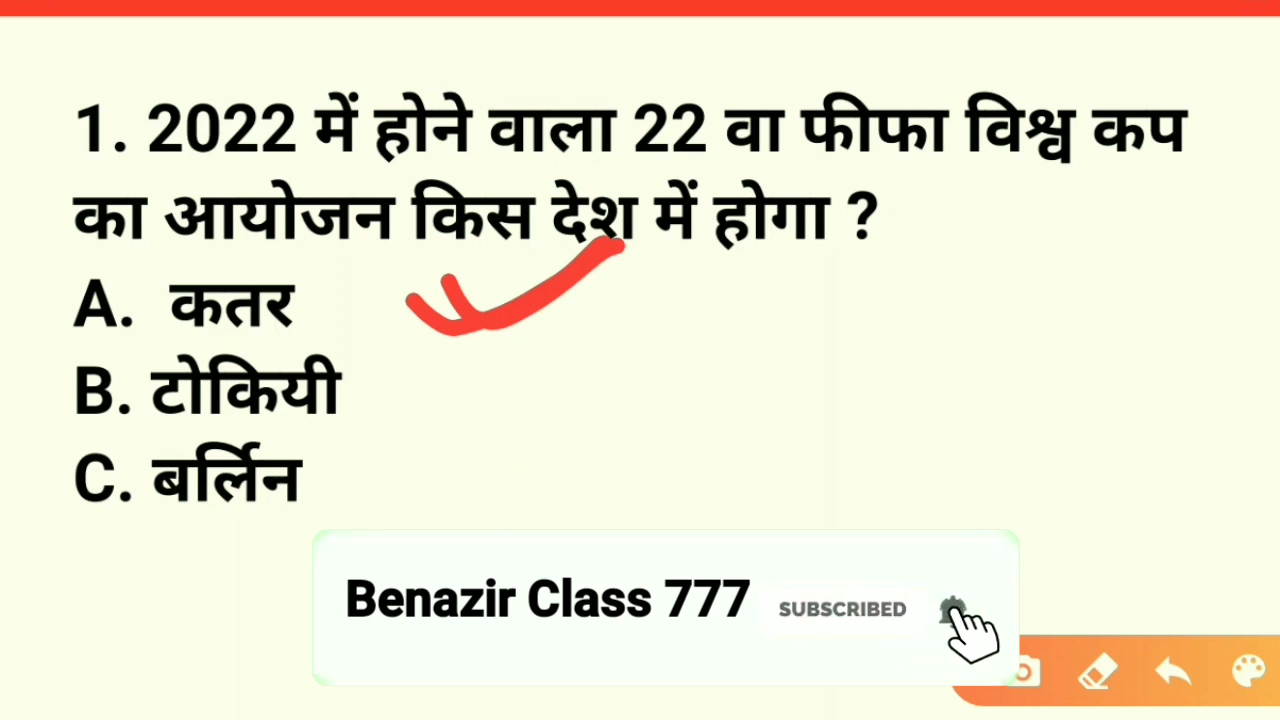 1. 2022 में होने वाला 22 वा फीफा विश्व कप
का आयोजन किस देश में होगा ?
A. कतर
B. टोकियी
C. बर्लिन
Benazir Class 777 SUBSCRIBED